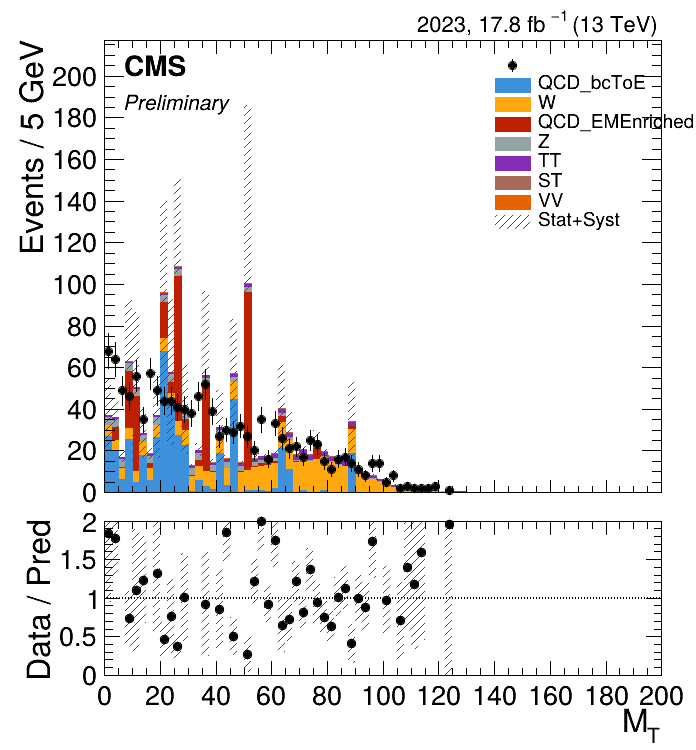 2023, 17.8 fb⁻¹ (13 TeV)
CMS
Preliminary
QCD_bcToE
W
QCD_EMEnriched
Z
TT
ST
VV
Stat+Syst
Events / 5 GeV
200
180
160
140
120
100
80
60
40
20
0
Data / Pred
2
1.5
1
0.5
0
0 20 40 60 80 100 120 140 160 180 200
M_T